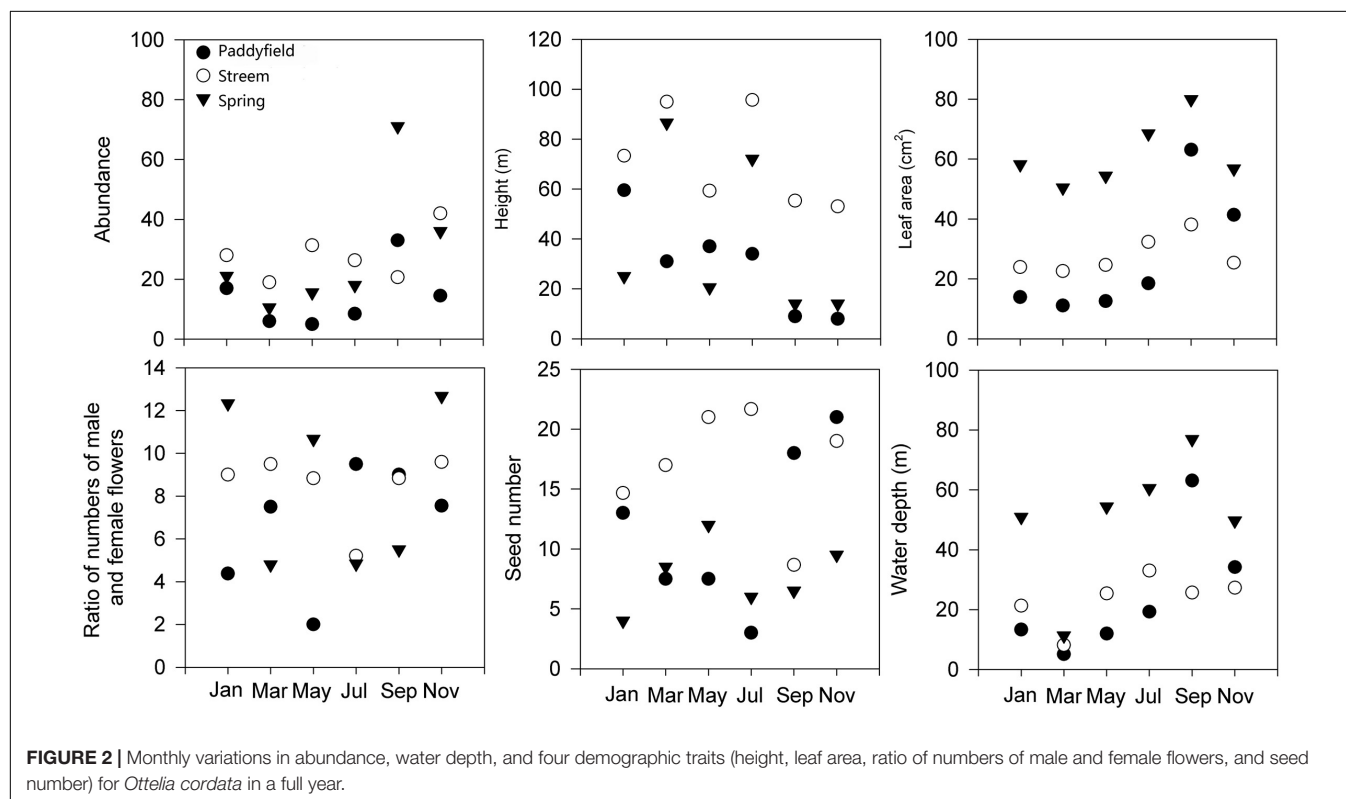 100
80
60
40
20
0
Abundance
Paddyfield
Streem
Spring
120
100
80
60
40
20
0
Height (m)
100
80
60
40
20
0
Leaf area (cm²)
14
12
10
8
6
4
2
0
Ratio of numbers of male
and female flowers
Jan Mar May Jul Sep Nov
25
20
15
10
5
0
Seed number
Jan Mar May Jul Sep Nov
100
80
60
40
20
0
Water depth (m)
Jan Mar May Jul Sep Nov
FIGURE 2 | Monthly variations in abundance, water depth, and four demographic traits (height, leaf area, ratio of numbers of male and female flowers, and seed
number) for Ottelia cordata in a full year.